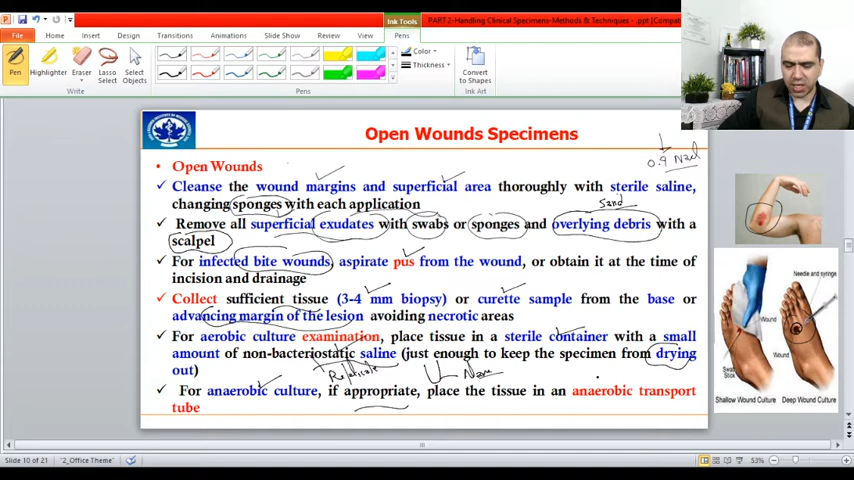 Ink Tools
PART 2-Handling Clinical Specimens-Methods & Techniques - .ppt [Compat
File Home Insert Design Transitions Animations Slide Show Review View Pens
Pen Highlighter Eraser Lasso Select Select Objects Color Thickness Convert to Shapes
Write Pens Ink Art
Open Wounds Specimens
0.9 Nacl
• Open Wounds
✓ Cleanse the wound margins and superficial area thoroughly with sterile saline,
changing sponges with each application
Sand
✓ Remove all superficial exudates with swabs or sponges and overlying debris with a
scalpel
✓ For infected bite wounds, aspirate pus from the wound, or obtain it at the time of
incision and drainage
✓ Collect sufficient tissue (3-4 mm biopsy) or curette sample from the base or
advancing margin of the lesion avoiding necrotic areas
✓ For aerobic culture examination, place tissue in a sterile container with a small
amount of non-bacteriostatic saline (just enough to keep the specimen from drying
out)
✓ For anaerobic culture, if appropriate, place the tissue in an anaerobic transport
tube
Needle and syringe
Wound
Wound
Swab
Stick
Shallow Wound Culture Deep Wound Culture
Slide 10 of 21 "2_Office Theme" 53%